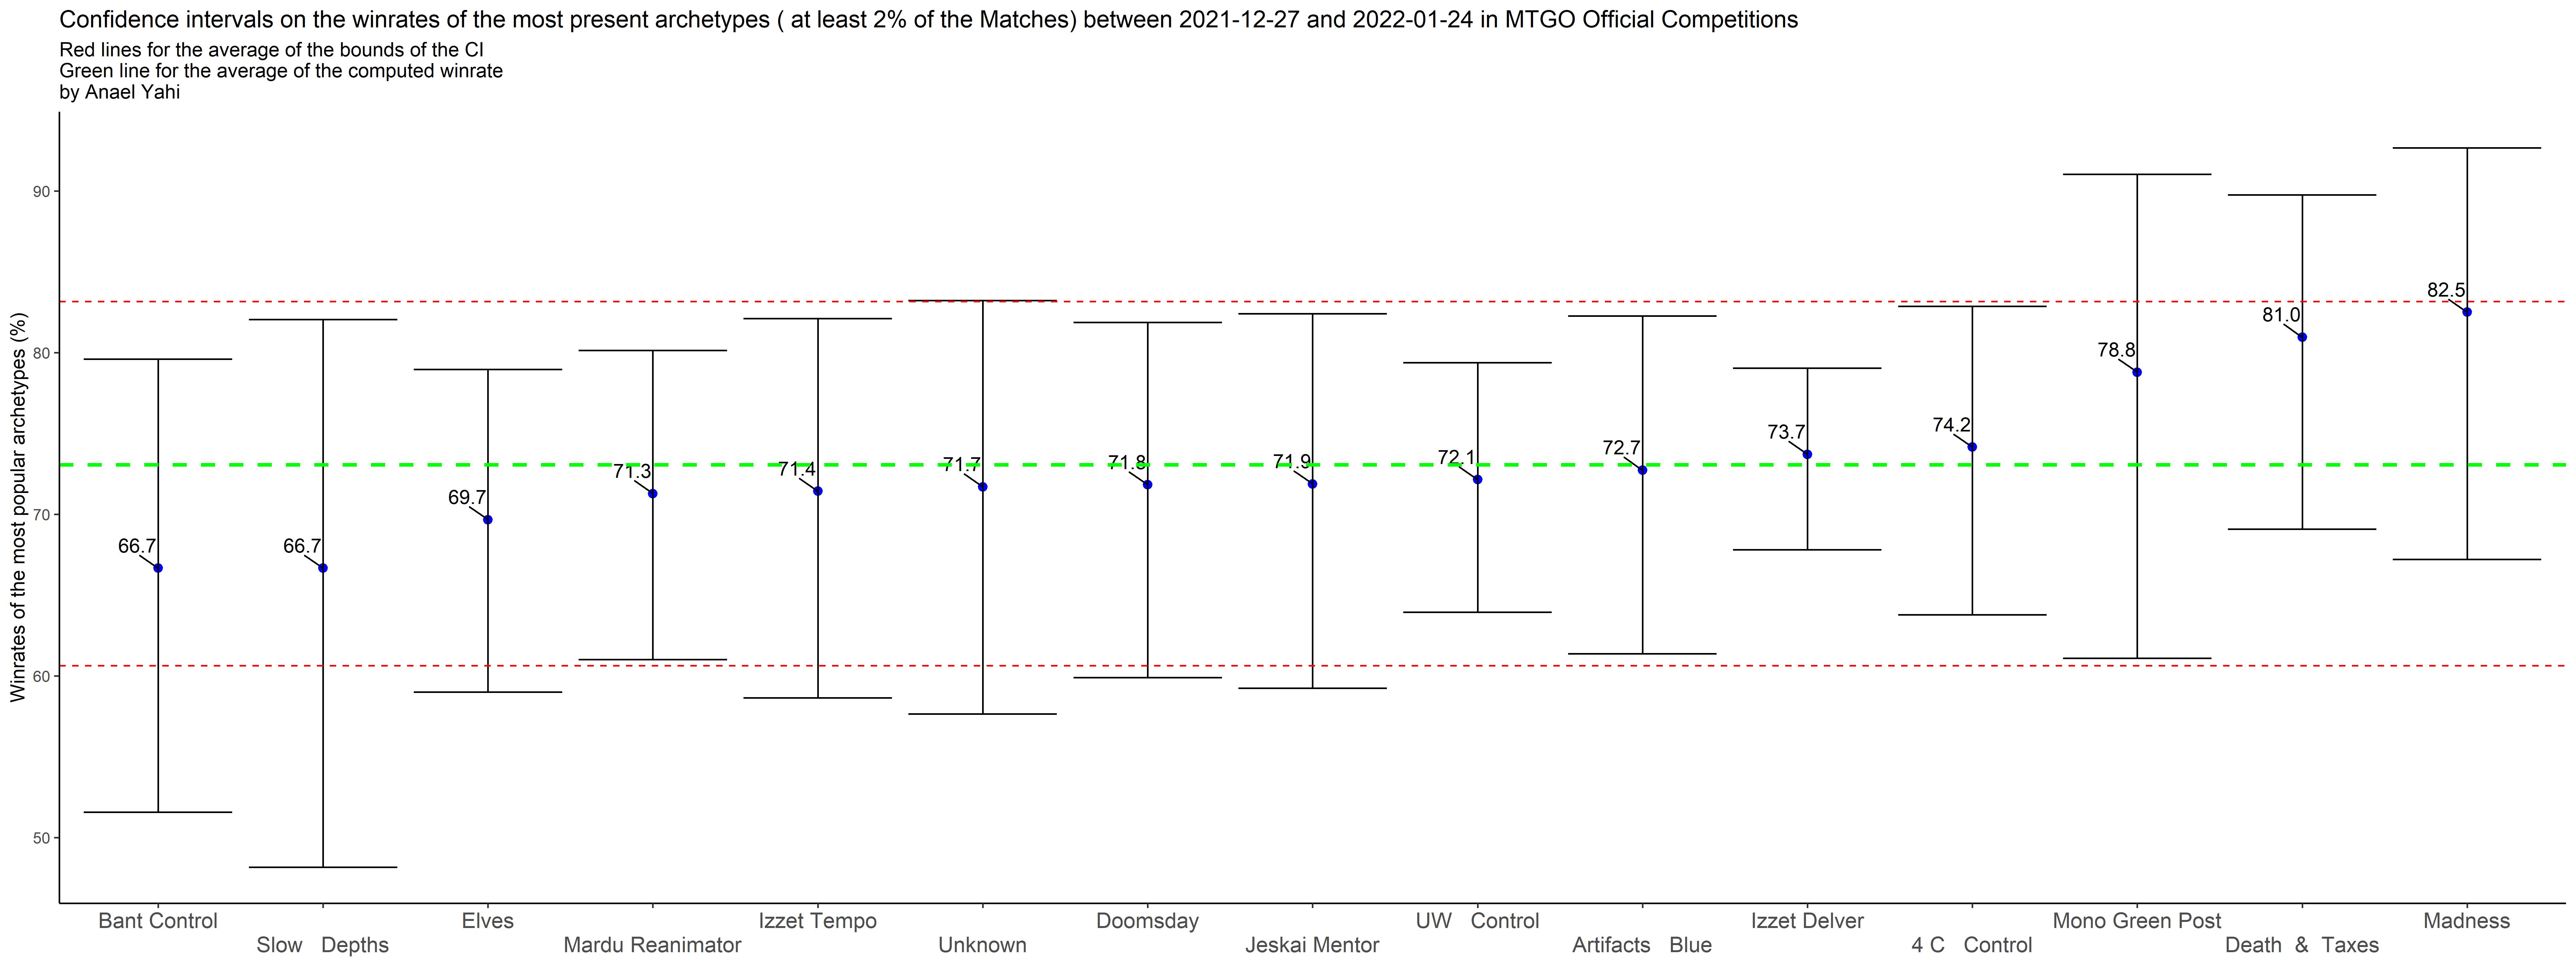 Confidence intervals on the winrates of the most present archetypes ( at least 2% of the Matches) between 2021-12-27 and 2022-01-24 in MTGO Official Competitions
Red lines for the average of the bounds of the CI
Green line for the average of the computed winrate
by Anael Yahi
Winrates of the most popular archetypes (%)
90
80
70
60
50
66.7
66.7
69.7
71.3
71.4
71.7
71.8
71.9
72.1
72.7
73.7
74.2
78.8
81.0
82.5
Bant Control
Slow Depths
Elves
Mardu Reanimator
Izzet Tempo
Unknown
Doomsday
Jeskai Mentor
UW Control
Artifacts Blue
Izzet Delver
4 C Control
Mono Green Post
Death & Taxes
Madness